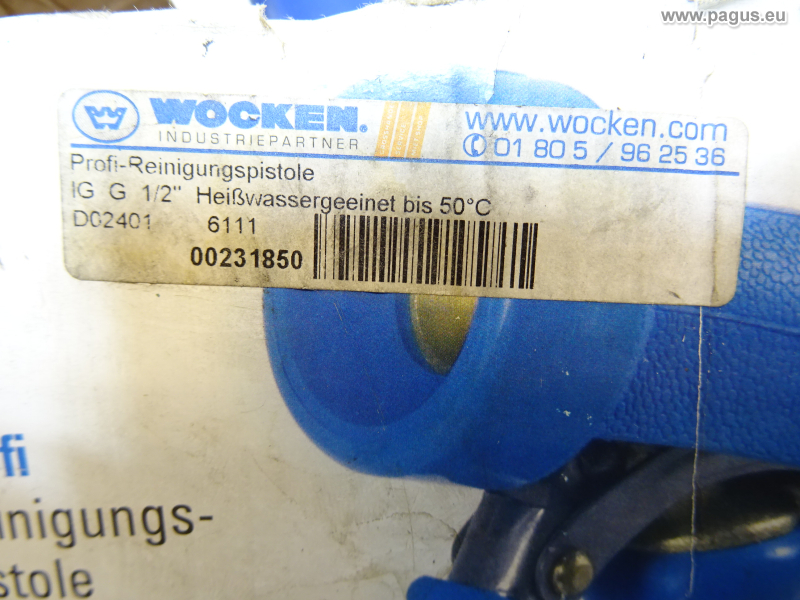 www.pagus.eu
WOCKEN.
INDUSTRIEPARTNER
www.wocken.com
01 80 5 / 96 25 36
Profi-Reinigungspistole
IG G 1/2" Heißwassergeeinet bis 50°C
D02401 6111
00231850
fi
inigungs-
stole